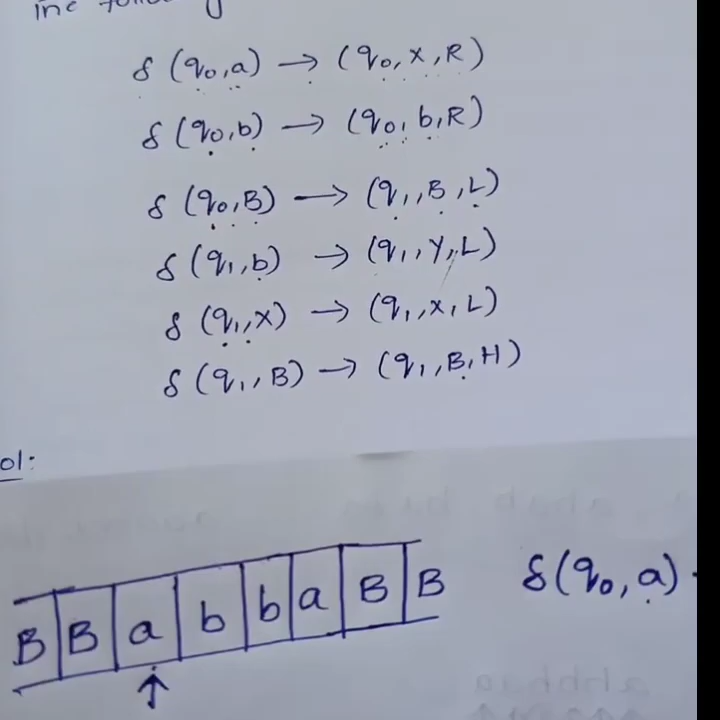 δ (q₀, a) → (q₀, x, R)
δ (q₀, b) → (q₀, b, R)
δ (q₀, B) → (q₁, B, L)
δ (q₁, b) → (q₁, Y, L)
δ (q₁, x) → (q₁, x, L)
δ (q₁, B) → (q₁, B, H)
ol:
B B a b b a B B δ(q₀, a)
↑